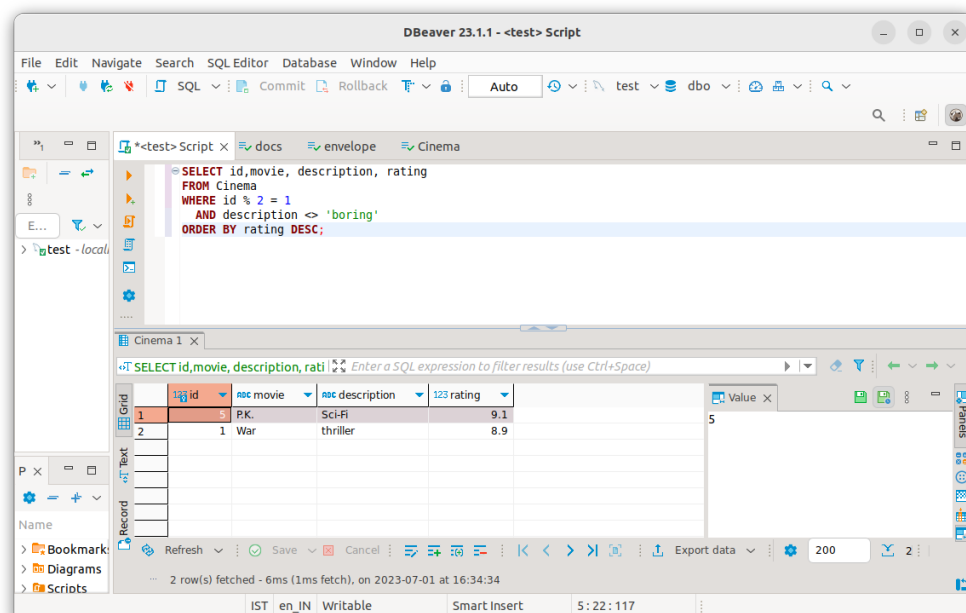 DBeaver 23.1.1 - <test> Script
File Edit Navigate Search SQL Editor Database Window Help
SQL Commit Rollback Auto test dbo
*<test> Script docs envelope Cinema
SELECT id,movie, description, rating
FROM Cinema
WHERE id % 2 = 1
AND description <> 'boring'
ORDER BY rating DESC;
E...
test - local
Cinema 1
SELECT id,movie, description, rati Enter a SQL expression to filter results (use Ctrl+Space)
Grid
Text
Record
123 id ABC movie ABC description 123 rating
1 5 P.K. Sci-Fi 9.1
2 1 War thriller 8.9
Value
5
Panels
P
Name
Bookmark
Diagrams
Scripts
Refresh Save Cancel Export data 200 2
2 row(s) fetched - 6ms (1ms fetch), on 2023-07-01 at 16:34:34
IST en_IN Writable Smart Insert 5 : 22 : 117